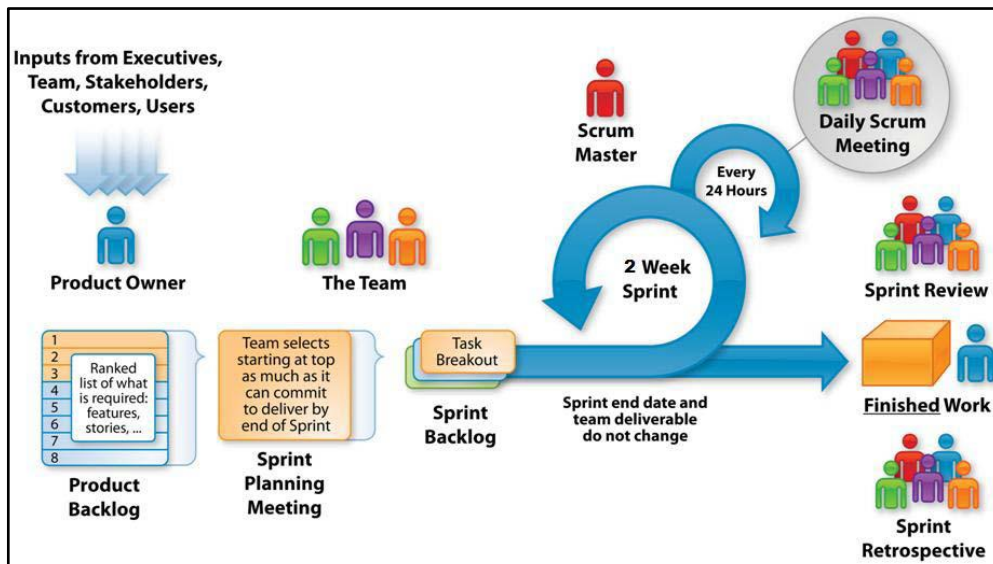 Inputs from Executives,
Team, Stakeholders,
Customers, Users
Product Owner
The Team
Scrum
Master
Every
24 Hours
Daily Scrum
Meeting
2 Week
Sprint
Sprint Review
1
2
3
4
5
6
7
8
Ranked
list of what
is required:
features,
stories, ...
Product
Backlog
Team selects
starting at top
as much as it
can commit
to deliver by
end of Sprint
Sprint
Planning
Meeting
Task
Breakout
Sprint
Backlog
Sprint end date and
team deliverable
do not change
Finished Work
Sprint
Retrospective